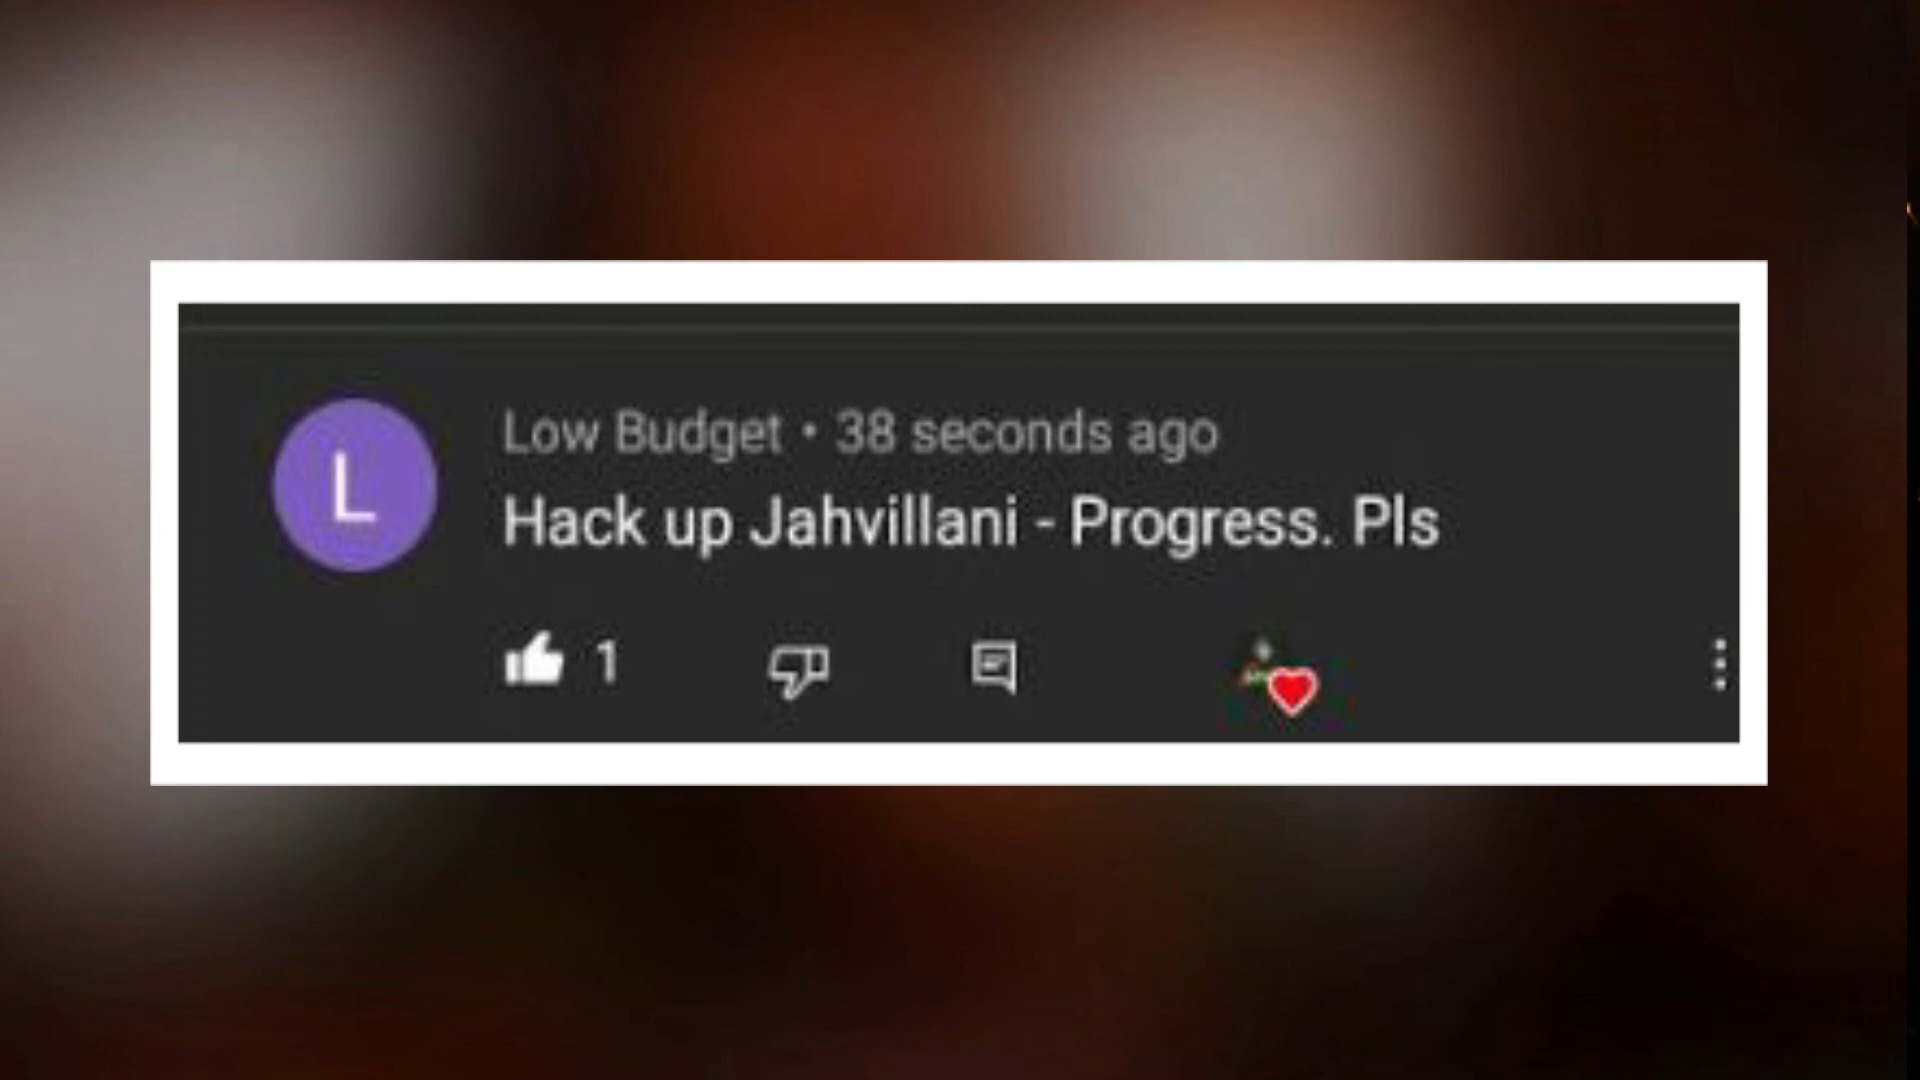 L
Low Budget • 38 seconds ago
Hack up Jahvillani - Progress. Pls
1